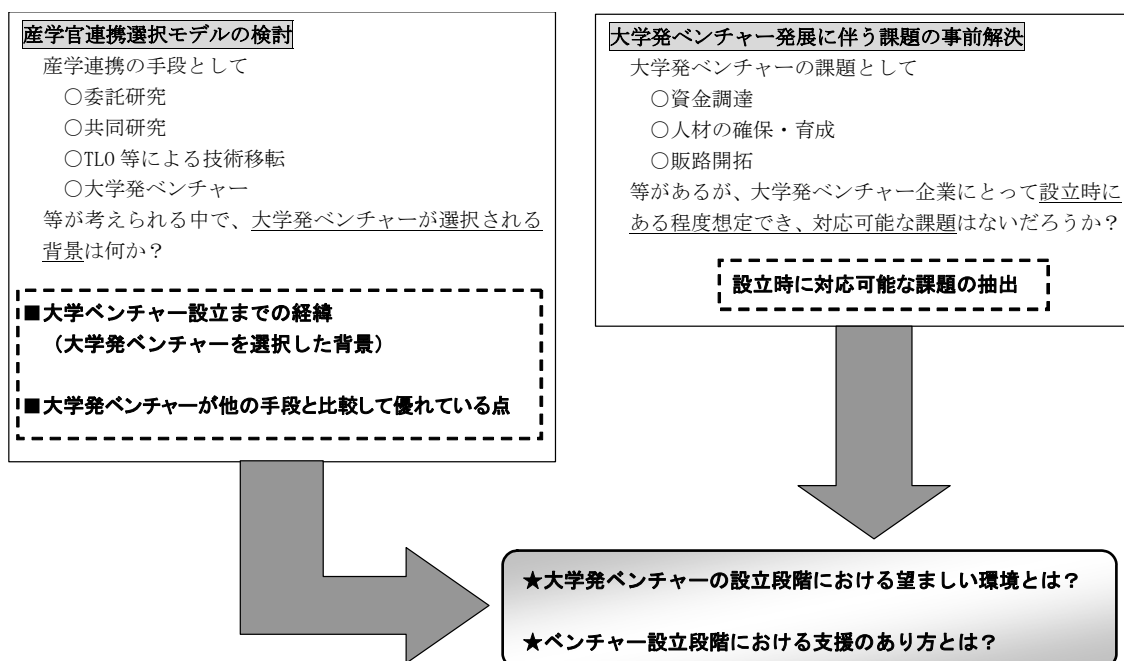 産学官連携選択モデルの検討
産学連携の手段として
○委託研究
○共同研究
○TLO 等による技術移転
○大学発ベンチャー
等が考えられる中で、大学発ベンチャーが選択される
背景は何か？
■大学ベンチャー設立までの経緯
（大学発ベンチャーを選択した背景）
■大学発ベンチャーが他の手段と比較して優れている点
大学発ベンチャー発展に伴う課題の事前解決
大学発ベンチャーの課題として
○資金調達
○人材の確保・育成
○販路開拓
等があるが、大学発ベンチャー企業にとって設立時に
ある程度想定でき、対応可能な課題はないだろうか？
設立時に対応可能な課題の抽出
★大学発ベンチャーの設立段階における望ましい環境とは？
★ベンチャー設立段階における支援のあり方とは？